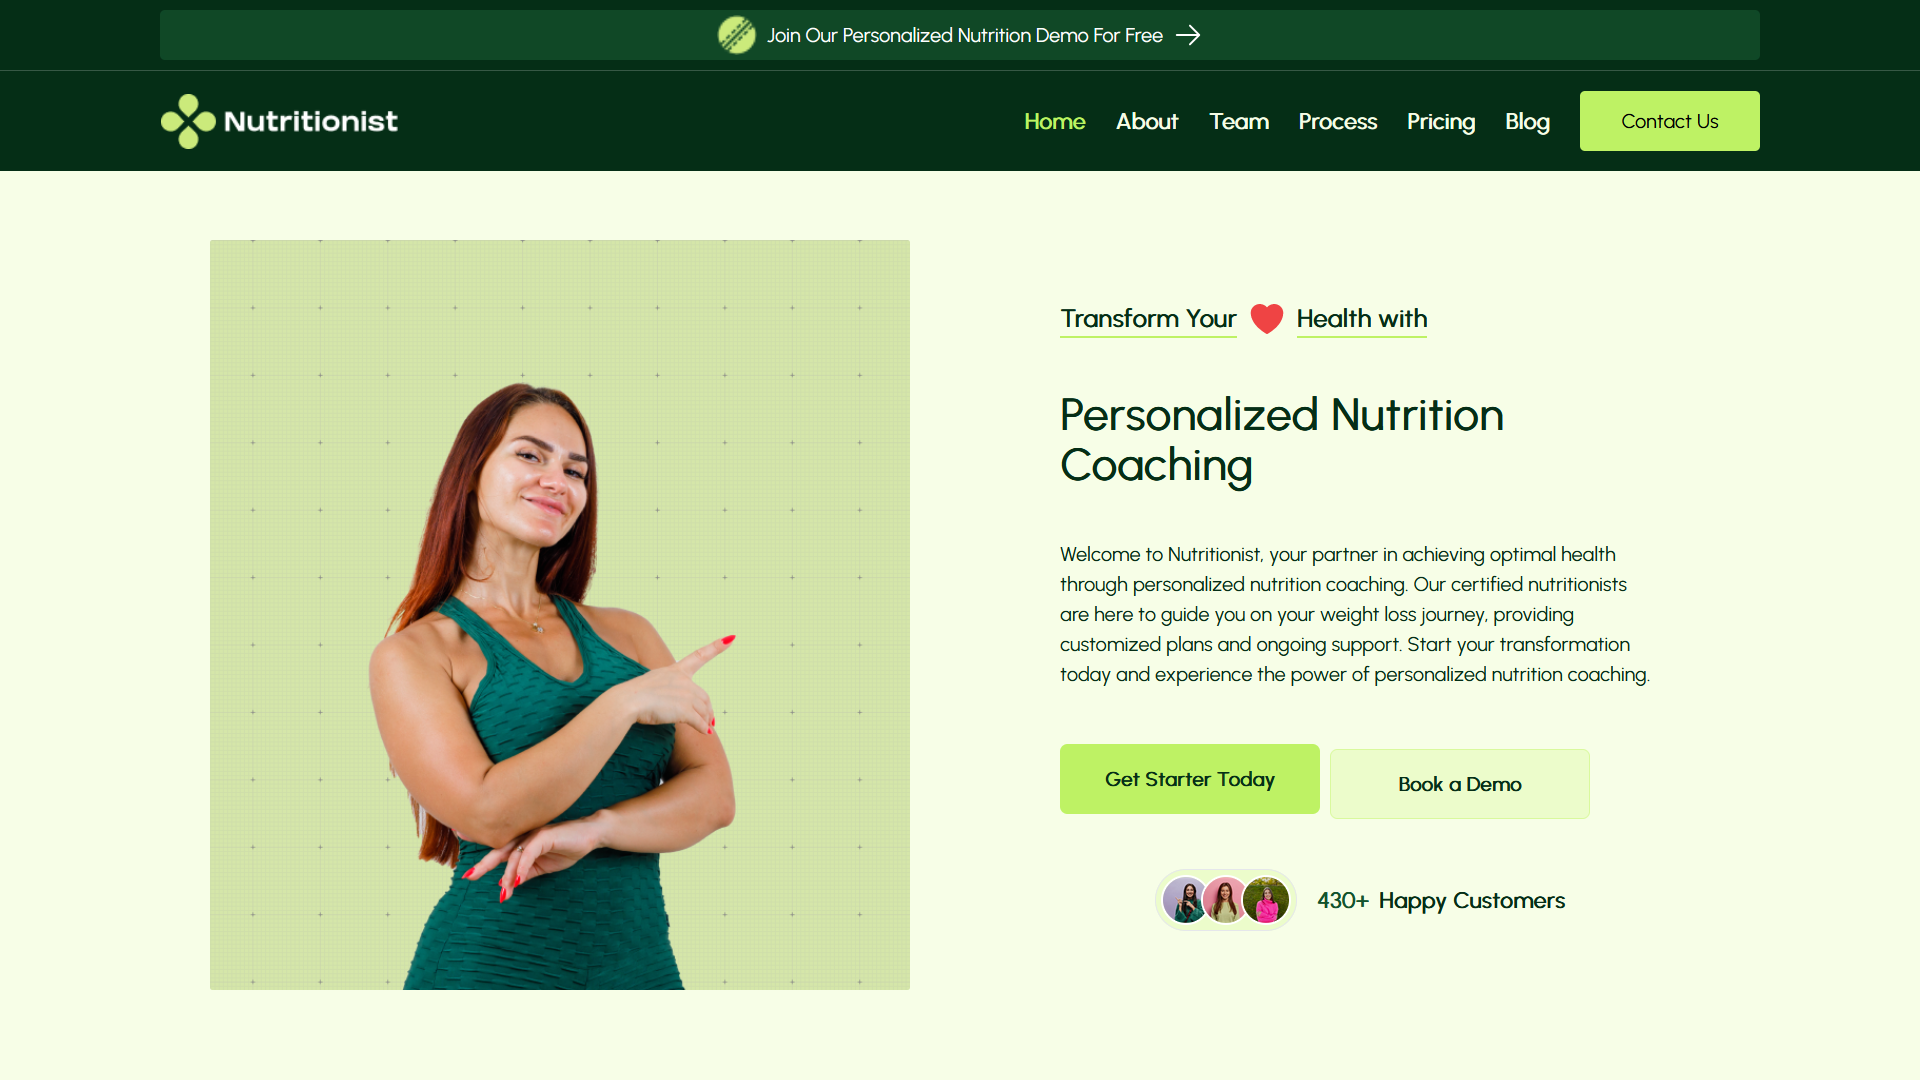 Join Our Personalized Nutrition Demo For Free
Nutritionist
Home About Team Process Pricing Blog Contact Us
Transform Your Health with
Personalized Nutrition
Coaching
Welcome to Nutritionist, your partner in achieving optimal health
through personalized nutrition coaching. Our certified nutritionists
are here to guide you on your weight loss journey, providing
customized plans and ongoing support. Start your transformation
today and experience the power of personalized nutrition coaching.
Get Starter Today
Book a Demo
430+ Happy Customers